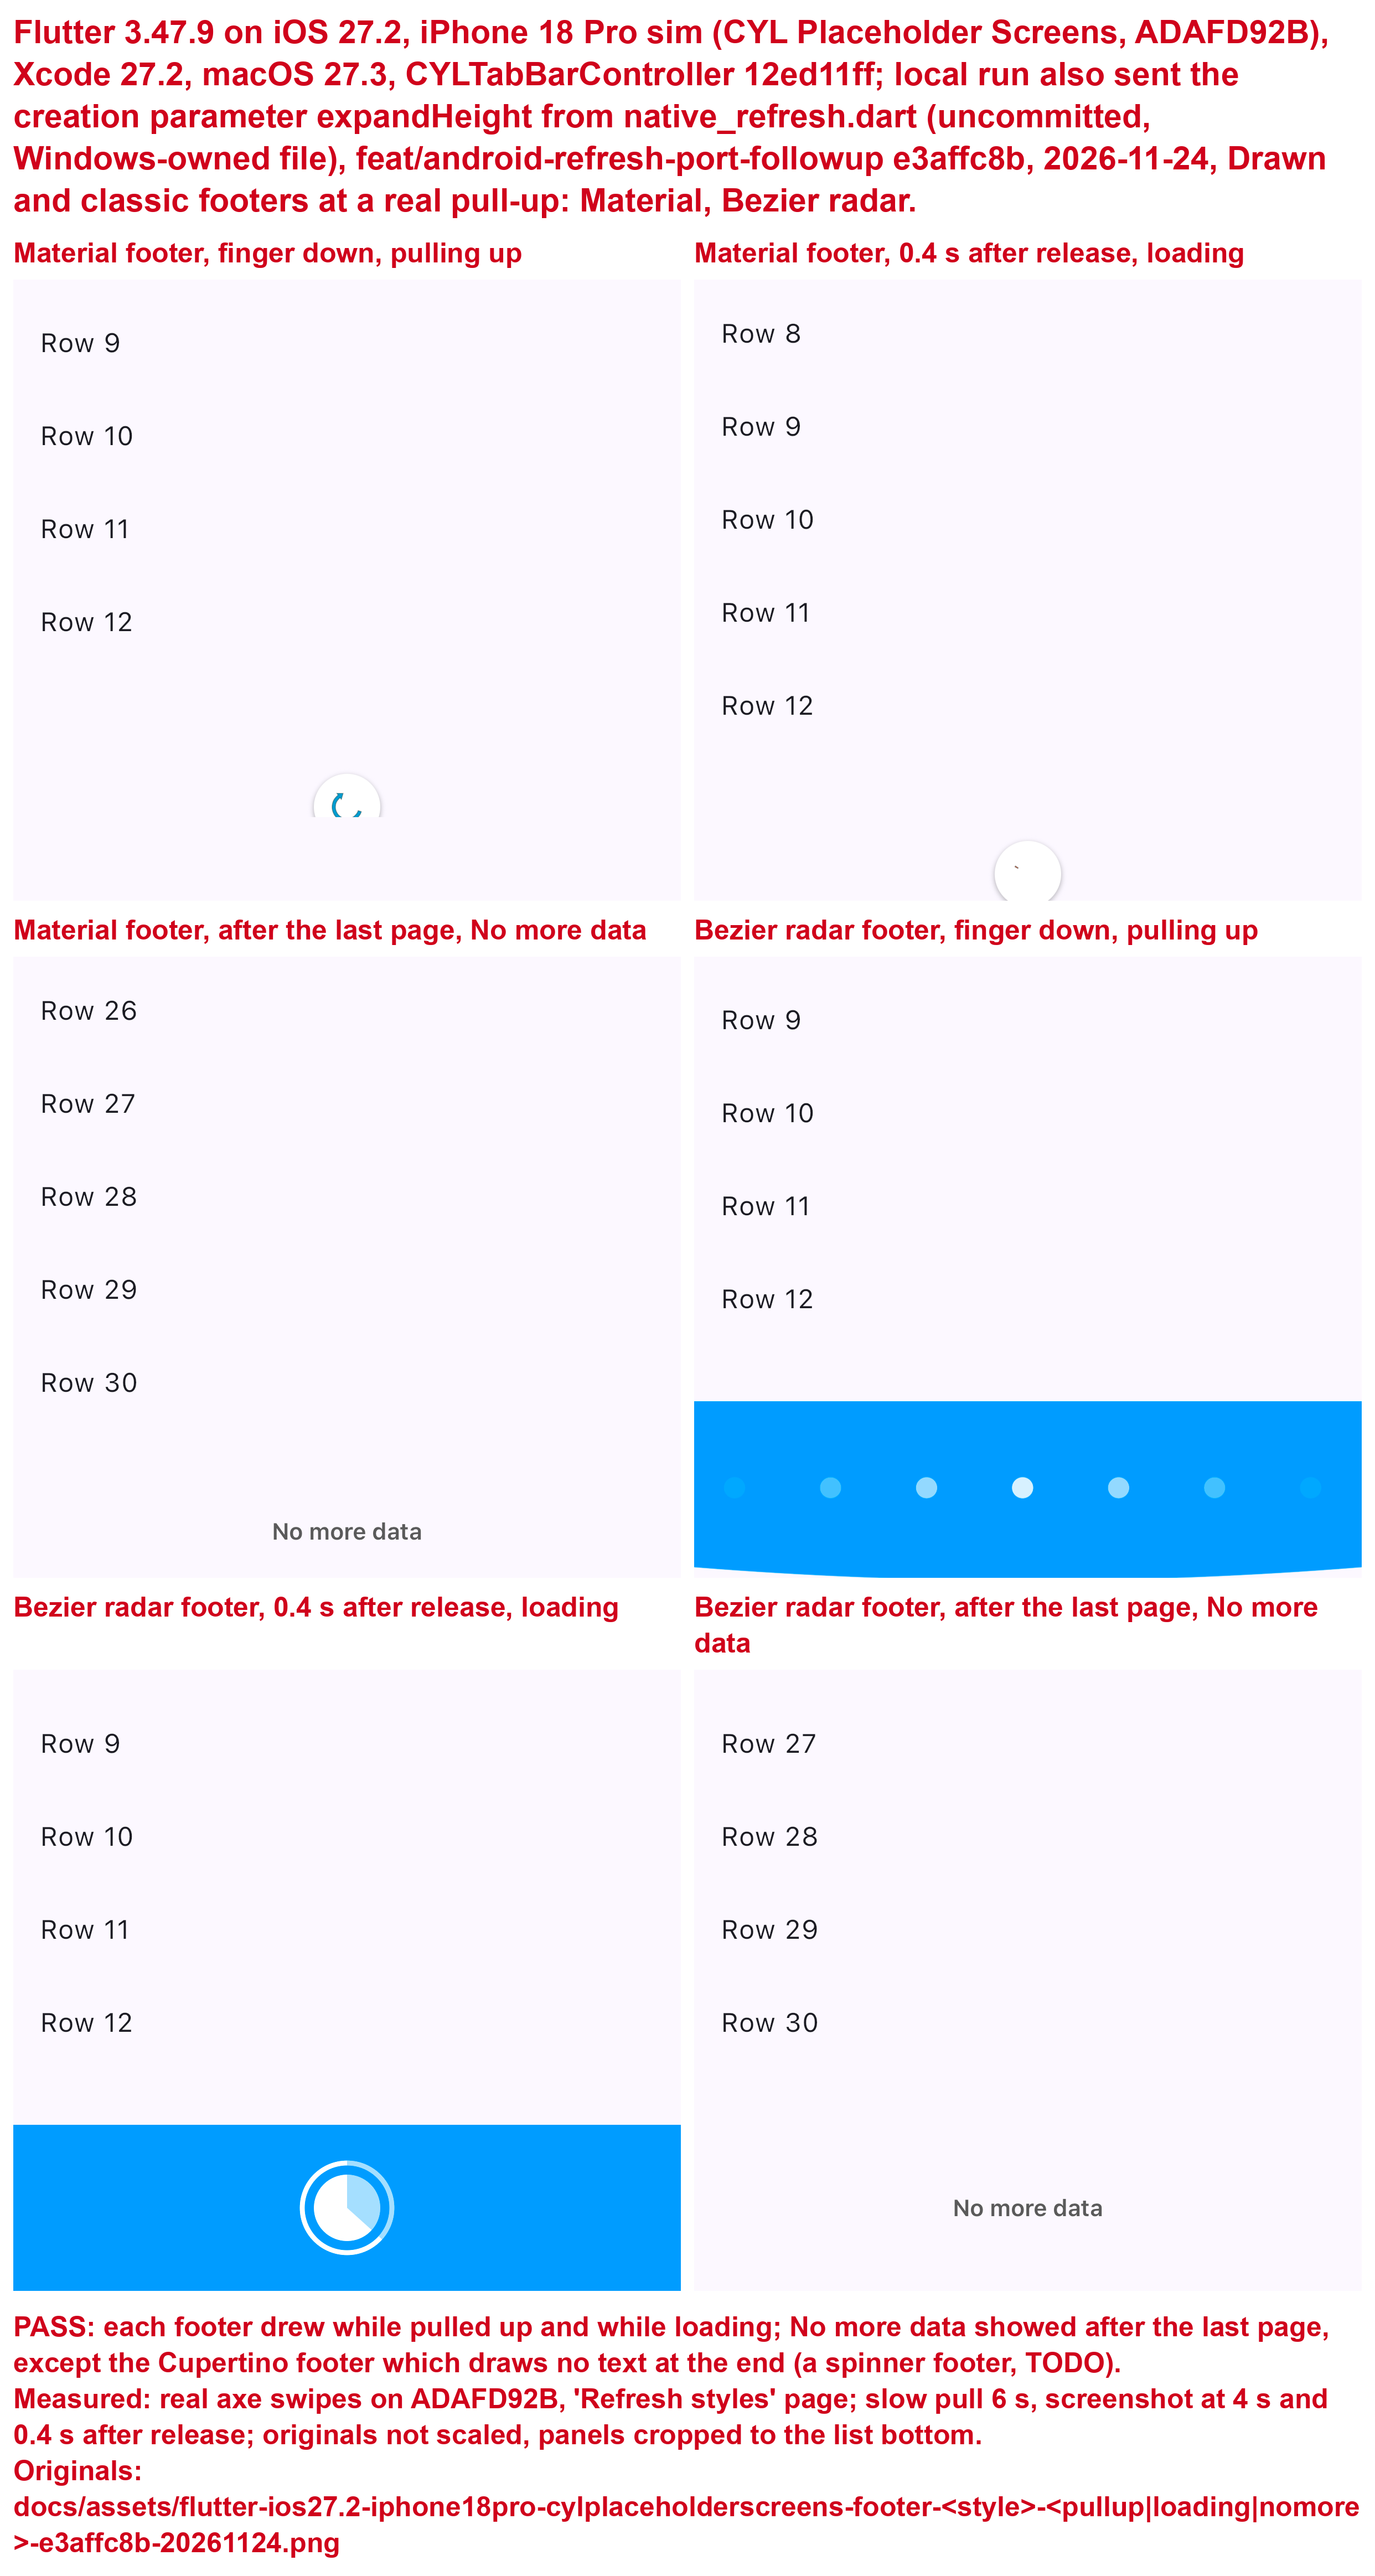 Flutter 3.47.9 on iOS 27.2, iPhone 18 Pro sim (CYL Placeholder Screens, ADAFD92B),
Xcode 27.2, macOS 27.3, CYLTabBarController 12ed11ff; local run also sent the
creation parameter expandHeight from native_refresh.dart (uncommitted,
Windows-owned file), feat/android-refresh-port-followup e3affc8b, 2026-11-24, Drawn
and classic footers at a real pull-up: Material, Bezier radar.
Material footer, finger down, pulling up
Row 9
Row 10
Row 11
Row 12
Material footer, 0.4 s after release, loading
Row 8
Row 9
Row 10
Row 11
Row 12
Material footer, after the last page, No more data
Row 26
Row 27
Row 28
Row 29
Row 30
No more data
Bezier radar footer, finger down, pulling up
Row 9
Row 10
Row 11
Row 12
Bezier radar footer, 0.4 s after release, loading
Row 9
Row 10
Row 11
Row 12
Bezier radar footer, after the last page, No more
data
Row 27
Row 28
Row 29
Row 30
No more data
PASS: each footer drew while pulled up and while loading; No more data showed after the last page,
except the Cupertino footer which draws no text at the end (a spinner footer, TODO).
Measured: real axe swipes on ADAFD92B, 'Refresh styles' page; slow pull 6 s, screenshot at 4 s and
0.4 s after release; originals not scaled, panels cropped to the list bottom.
Originals:
docs/assets/flutter-ios27.2-iphone18pro-cylplaceholderscreens-footer-<style>-<pullup|loading|nomore
>-e3affc8b-20261124.png